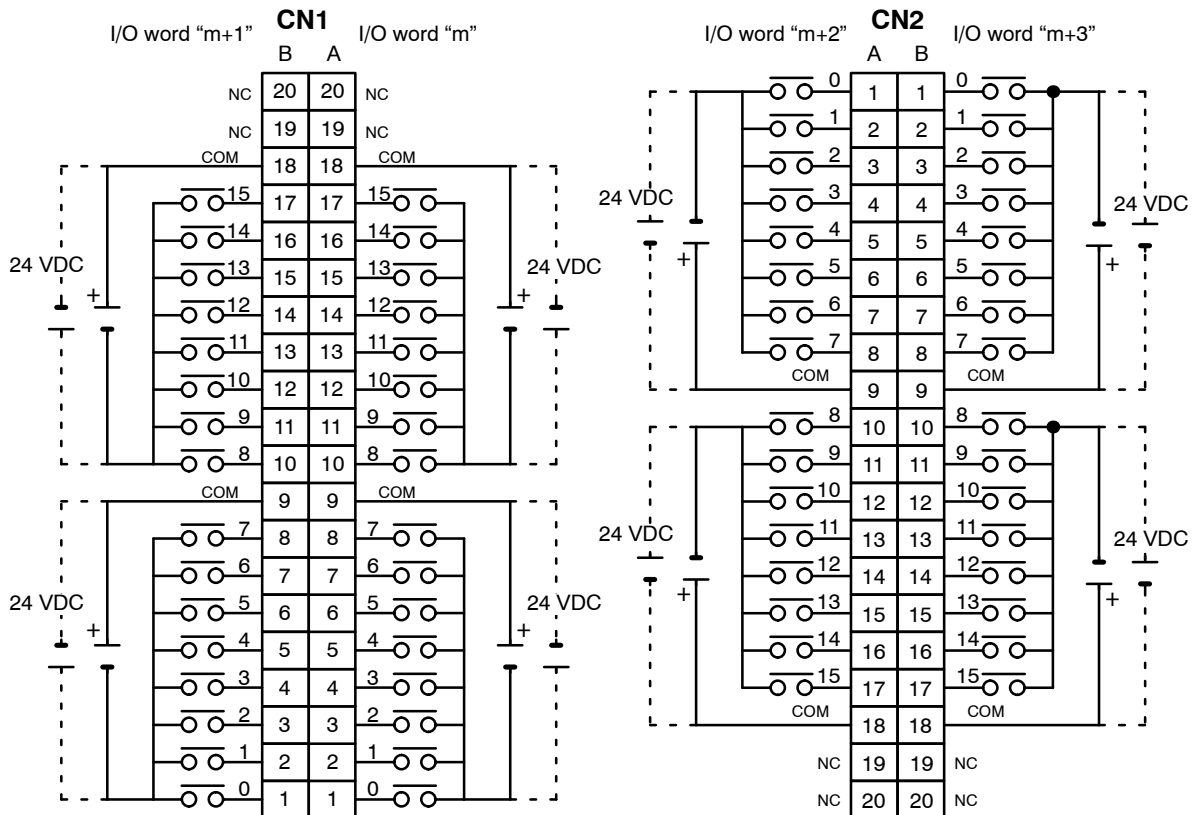 CN1
I/O word “m+1” I/O word “m”
B A
NC 20 20 NC
NC 19 19 NC
COM 18 18 COM
15 17 17 15
14 16 16 14
13 15 15 13
24 VDC 24 VDC
+ +
12 14 14 12
11 13 13 11
10 12 12 10
9 11 11 9
8 10 10 8
COM 9 9 COM
7 8 8 7
6 7 7 6
5 6 6 5
24 VDC 24 VDC
+ +
4 5 5 4
3 4 4 3
2 3 3 2
1 2 2 1
0 1 1 0
CN2
I/O word “m+2” I/O word “m+3”
A B
0 1 1 0
1 2 2 1
2 3 3 2
3 4 4 3
24 VDC 24 VDC
4 5 5 4
+ +
5 6 6 5
6 7 7 6
7 8 8 7
COM 9 9 COM
8 10 10 8
9 11 11 9
10 12 12 10
11 13 13 11
24 VDC 24 VDC
12 14 14 12
+ +
13 15 15 13
14 16 16 14
15 17 17 15
COM 18 18 COM
NC 19 19 NC
NC 20 20 NC